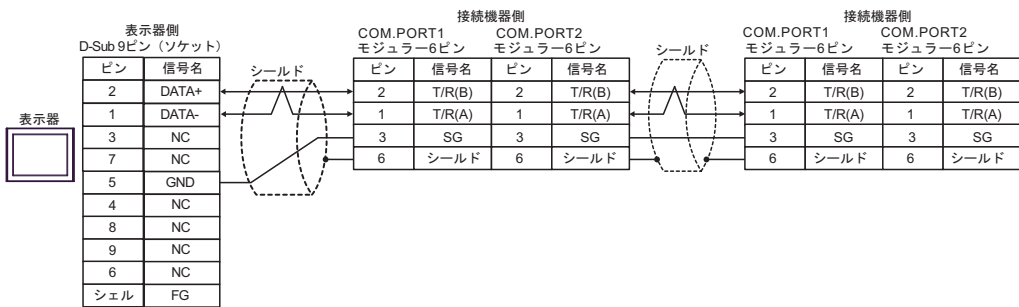 表示器
表示器側
D-Sub 9ピン（ソケット）
ピン 信号名
2 DATA+
1 DATA-
3 NC
7 NC
5 GND
4 NC
8 NC
9 NC
6 NC
シェル FG
シールド
接続機器側
COM.PORT1 COM.PORT2
モジュラー6ピン モジュラー6ピン
ピン 信号名 ピン 信号名
2 T/R(B) 2 T/R(B)
1 T/R(A) 1 T/R(A)
3 SG 3 SG
6 シールド 6 シールド
シールド
接続機器側
COM.PORT1 COM.PORT2
モジュラー6ピン モジュラー6ピン
ピン 信号名 ピン 信号名
2 T/R(B) 2 T/R(B)
1 T/R(A) 1 T/R(A)
3 SG 3 SG
6 シールド 6 シールド